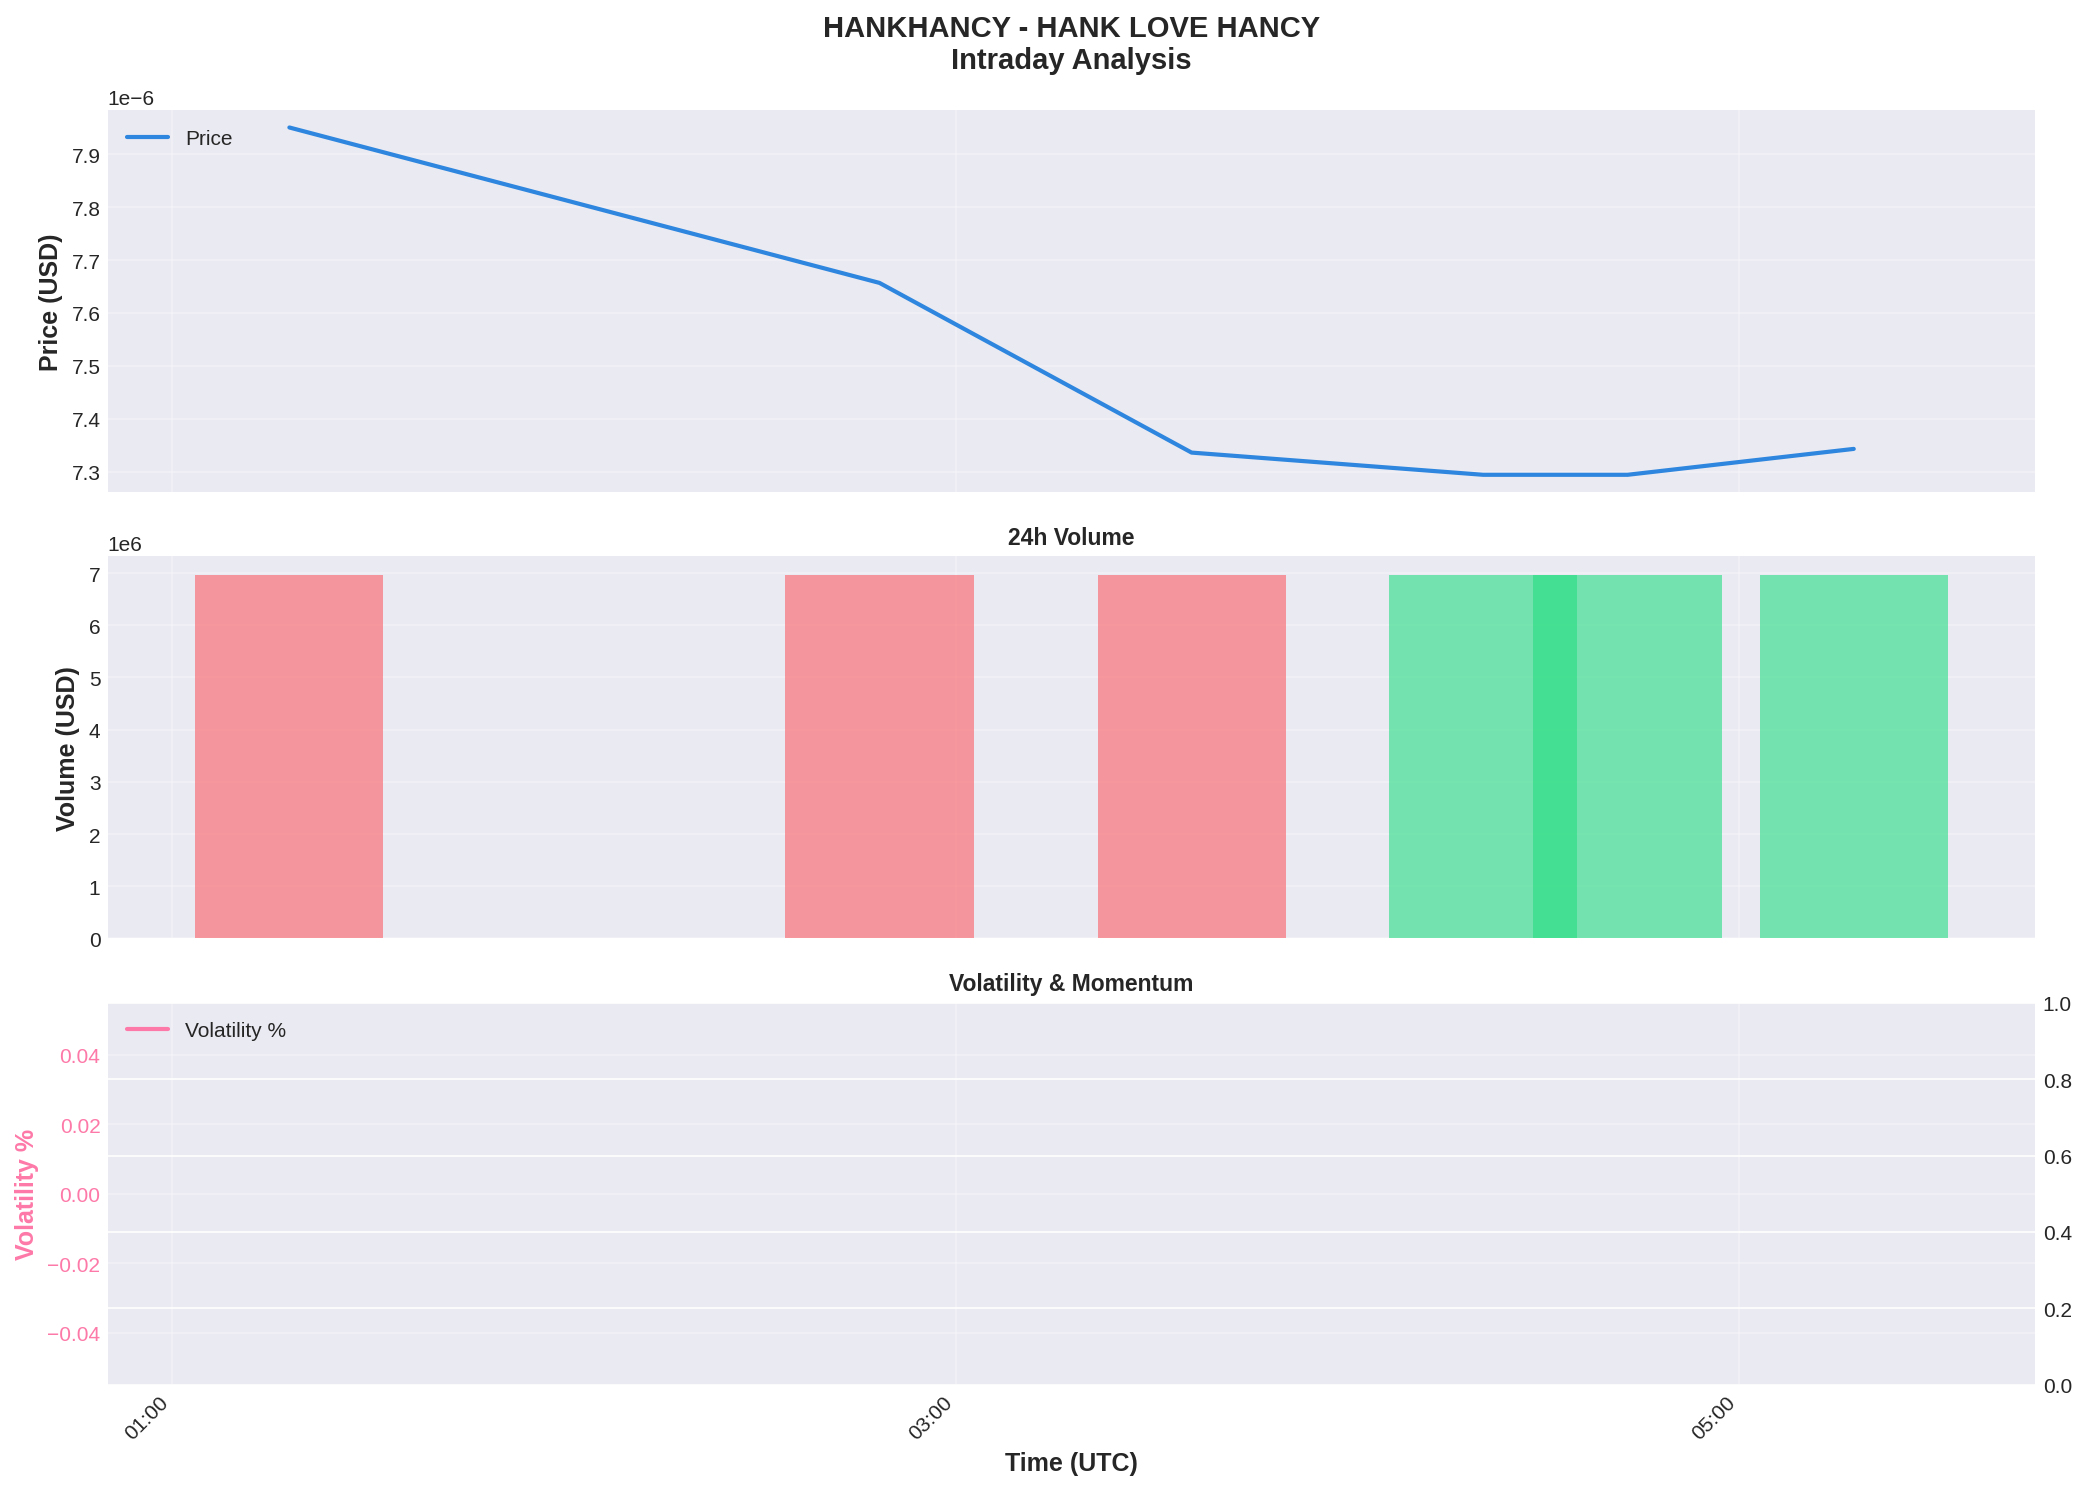 HANKHANCY - HANK LOVE HANCY
Intraday Analysis
1e−6
Price
7.9
7.8
7.7
7.6
7.5
7.4
7.3
Price (USD)
24h Volume
1e6
7
6
5
4
3
2
1
0
Volume (USD)
Volatility & Momentum
Volatility %
0.04
0.02
0.00
−0.02
−0.04
Volatility %
1.0
0.8
0.6
0.4
0.2
0.0
01:00
03:00
05:00
Time (UTC)